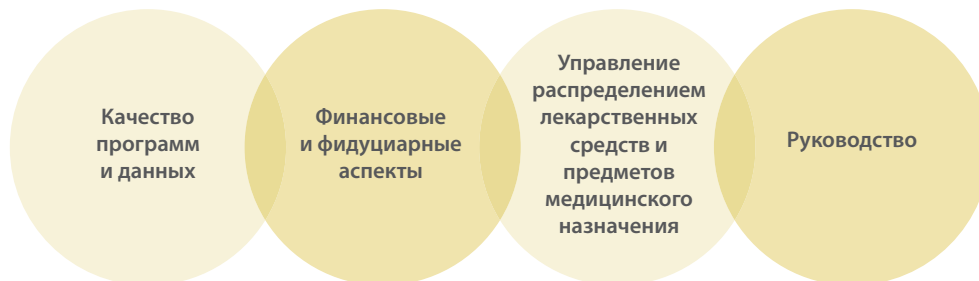 Качество
программ
и данных
Финансовые
и фидуциарные
аспекты
Управление
распределением
лекарственных
средств и
предметов
медицинского
назначения
Руководство